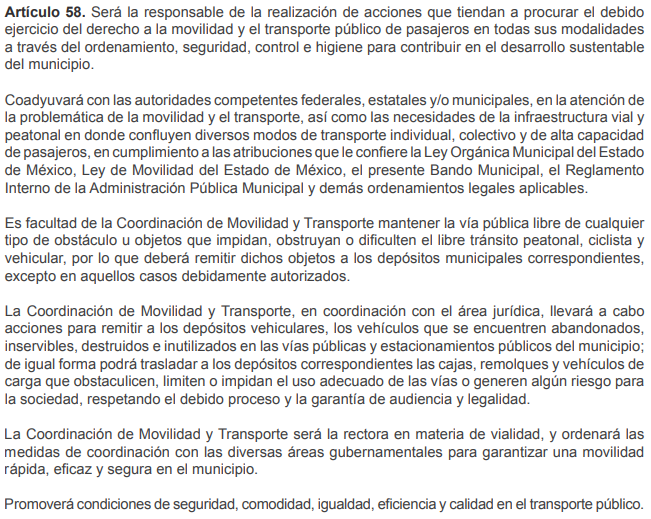 Artículo 58. Será la responsable de la realización de acciones que tiendan a procurar el debido
ejercicio del derecho a la movilidad y el transporte público de pasajeros en todas sus modalidades
a través del ordenamiento, seguridad, control e higiene para contribuir en el desarrollo sustentable
del municipio.
Coadyuvará con las autoridades competentes federales, estatales y/o municipales, en la atención de
la problemática de la movilidad y el transporte, así como las necesidades de la infraestructura vial y
peatonal en donde confluyen diversos modos de transporte individual, colectivo y de alta capacidad
de pasajeros, en cumplimiento a las atribuciones que le confiere la Ley Orgánica Municipal del Estado
de México, Ley de Movilidad del Estado de México, el presente Bando Municipal, el Reglamento
Interno de la Administración Pública Municipal y demás ordenamientos legales aplicables.
Es facultad de la Coordinación de Movilidad y Transporte mantener la vía pública libre de cualquier
tipo de obstáculo u objetos que impidan, obstruyan o dificulten el libre tránsito peatonal, ciclista y
vehicular, por lo que deberá remitir dichos objetos a los depósitos municipales correspondientes,
excepto en aquellos casos debidamente autorizados.
La Coordinación de Movilidad y Transporte, en coordinación con el área jurídica, llevará a cabo
acciones para remitir a los depósitos vehiculares, los vehículos que se encuentren abandonados,
inservibles, destruidos e inutilizados en las vías públicas y estacionamientos públicos del municipio;
de igual forma podrá trasladar a los depósitos correspondientes las cajas, remolques y vehículos de
carga que obstaculicen, limiten o impidan el uso adecuado de las vías o generen algún riesgo para
la sociedad, respetando el debido proceso y la garantía de audiencia y legalidad.
La Coordinación de Movilidad y Transporte será la rectora en materia de vialidad, y ordenará las
medidas de coordinación con las diversas áreas gubernamentales para garantizar una movilidad
rápida, eficaz y segura en el municipio.
Promoverá condiciones de seguridad, comodidad, igualdad, eficiencia y calidad en el transporte público.